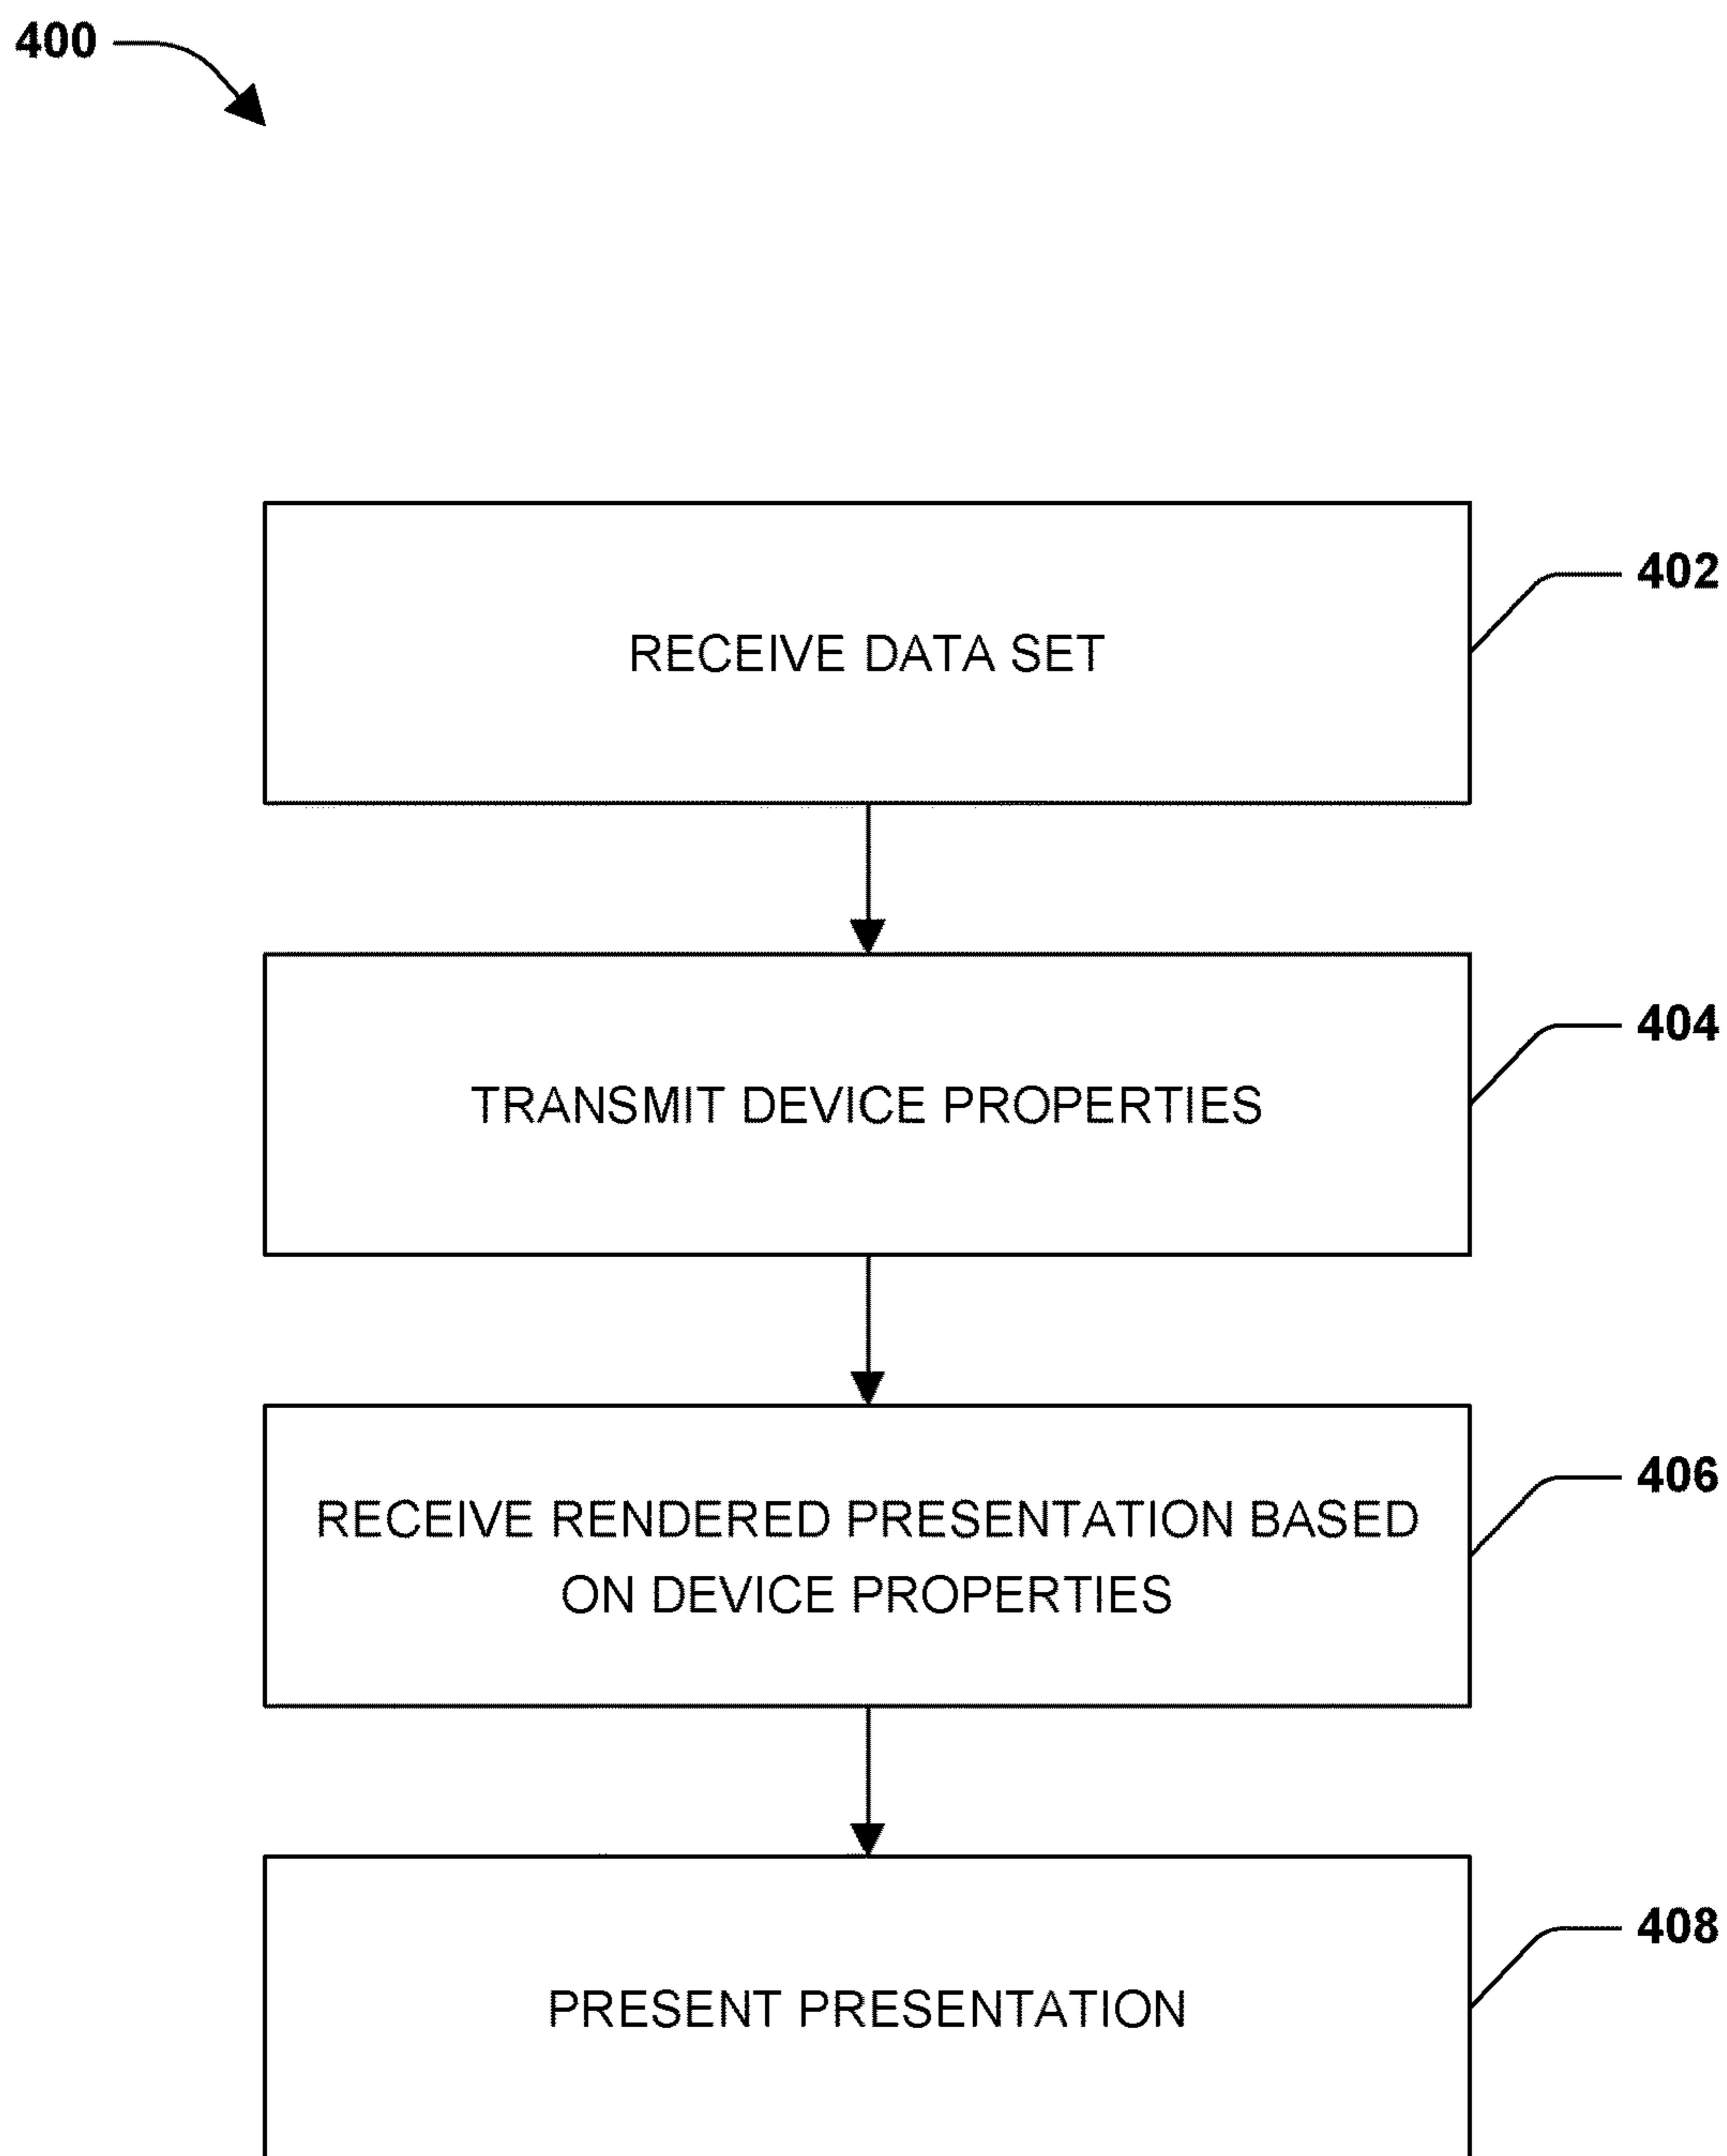 400
402
RECEIVE DATA SET
404
TRANSMIT DEVICE PROPERTIES
406
RECEIVE RENDERED PRESENTATION BASED
ON DEVICE PROPERTIES
408
PRESENT PRESENTATION